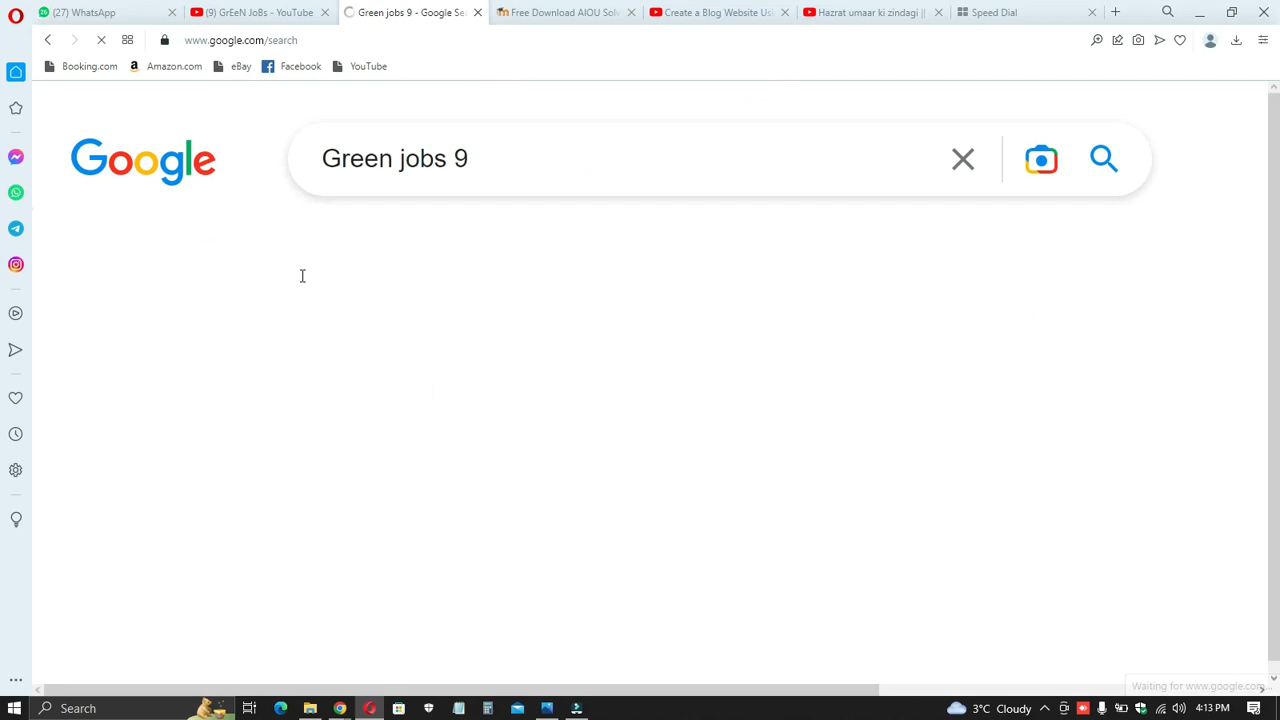 (27) WhatsApp
(9) GrEeN JoBs - YouTube
Green jobs 9 - Google Se
Free Download AIOU Solv
Create a Blog Website Usi
Hazrat umaar ki zindagi ||
Speed Dial
www.google.com/search
Booking.com
Amazon.com
eBay
Facebook
YouTube
Google
Green jobs 9
Waiting for www.google.com...
Search
3°C Cloudy
4:13 PM